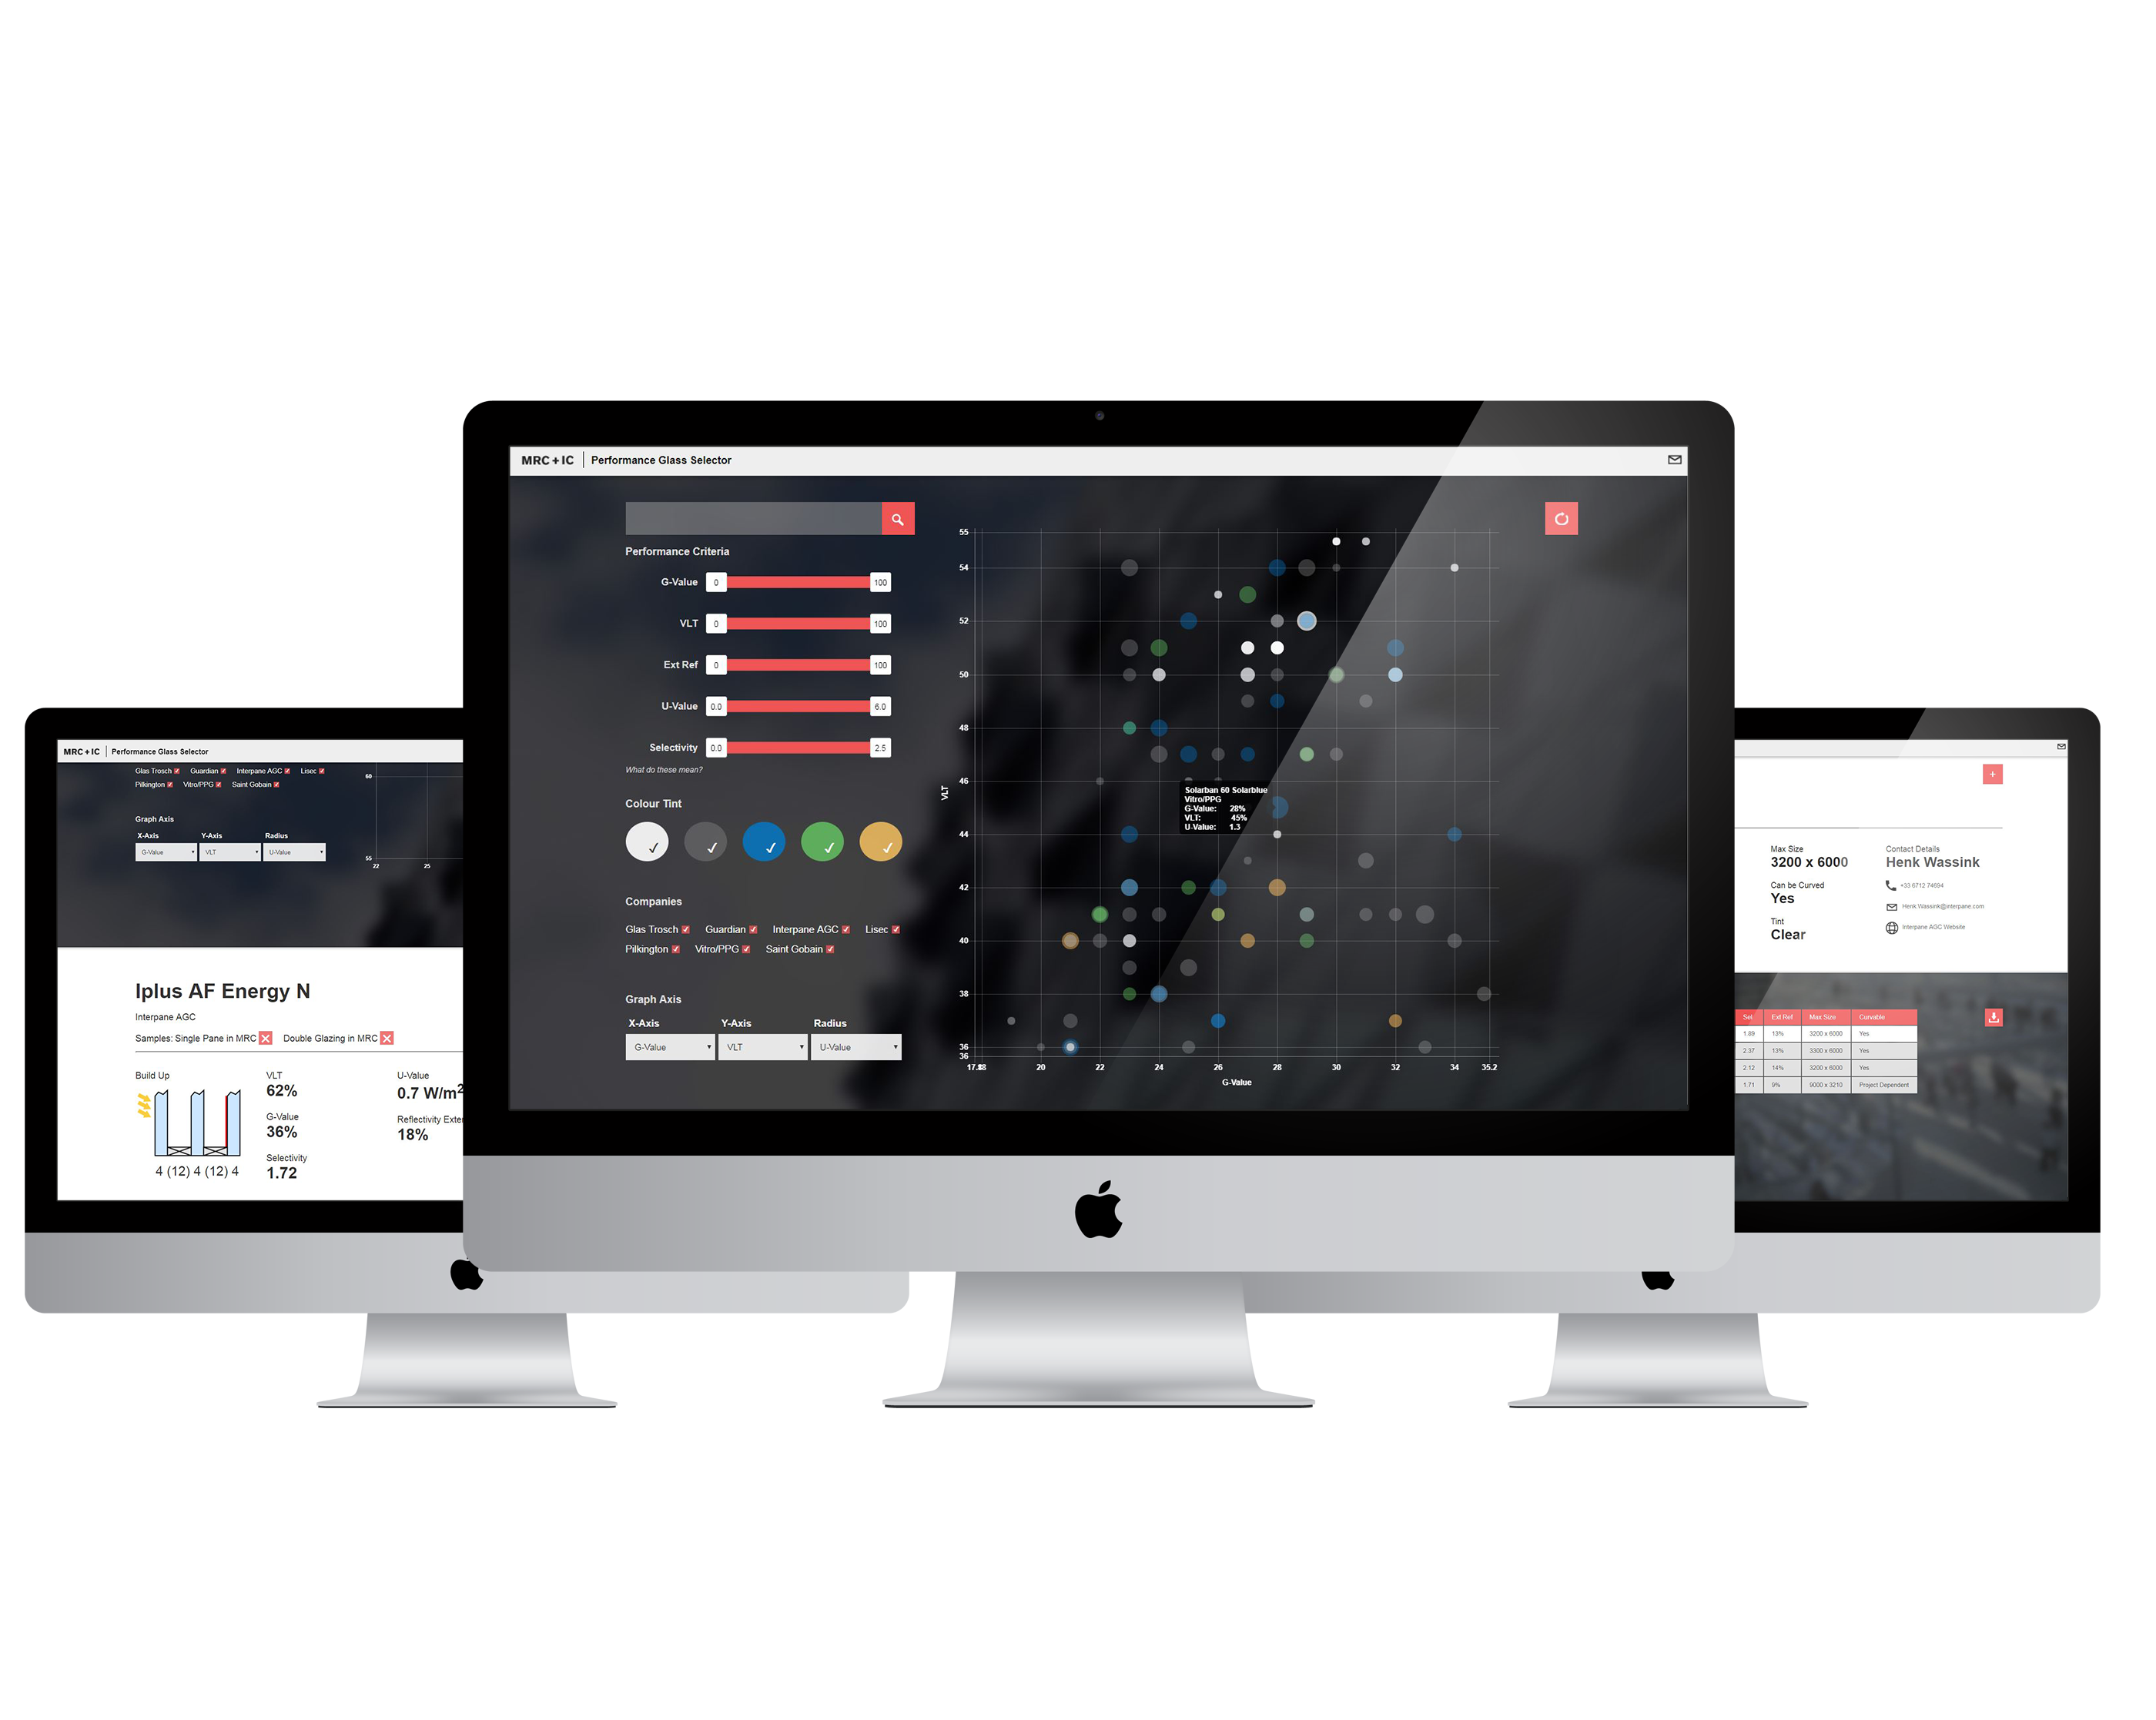 MRC + IC | Performance Glass Selector
Performance Criteria
G-Value 0 100
VLT 0 100
Ext Ref 0 100
U-Value 0.0 6.0
Selectivity 0.0 2.5
What do these mean?
Colour Tint
Companies
Glas Trosch Guardian Interpane AGC Lisec
Pilkington Vitro/PPG Saint Gobain
Graph Axis
X-Axis Y-Axis Radius
G-Value VLT U-Value
55
54
52
50
48
46
44
42
40
38
36
36
VLT
Solarban 60 Solarblue
Vitro/PPG
G-Value: 28%
VLT: 45%
U-Value: 1.3
20 22 24 26 28 30 32 34 35.2
G-Value
MRC + IC | Performance Glass Selector
Glas Trosch Guardian Interpane AGC Lisec
Pilkington Vitro/PPG Saint Gobain
Graph Axis
X-Axis Y-Axis Radius
G-Value VLT U-Value
60
55
22 25
Iplus AF Energy N
Interpane AGC
Samples: Single Pane in MRC Double Glazing in MRC
Build Up
4 (12) 4 (12) 4
VLT
62%
G-Value
36%
Selectivity
1.72
U-Value
0.7 W/m2
Reflectivity Exter
18%
Max Size
3200 x 6000
Can be Curved
Yes
Tint
Clear
Contact Details
Henk Wassink
+33 6712 74694
Henk.Wassink@interpane.com
Interpane AGC Website
Sel Ext Ref Max Size Curvable
1.89 13% 3200 x 6000 Yes
2.37 13% 3300 x 6000 Yes
2.12 14% 3200 x 6000 Yes
1.71 9% 9000 x 3210 Project Dependent